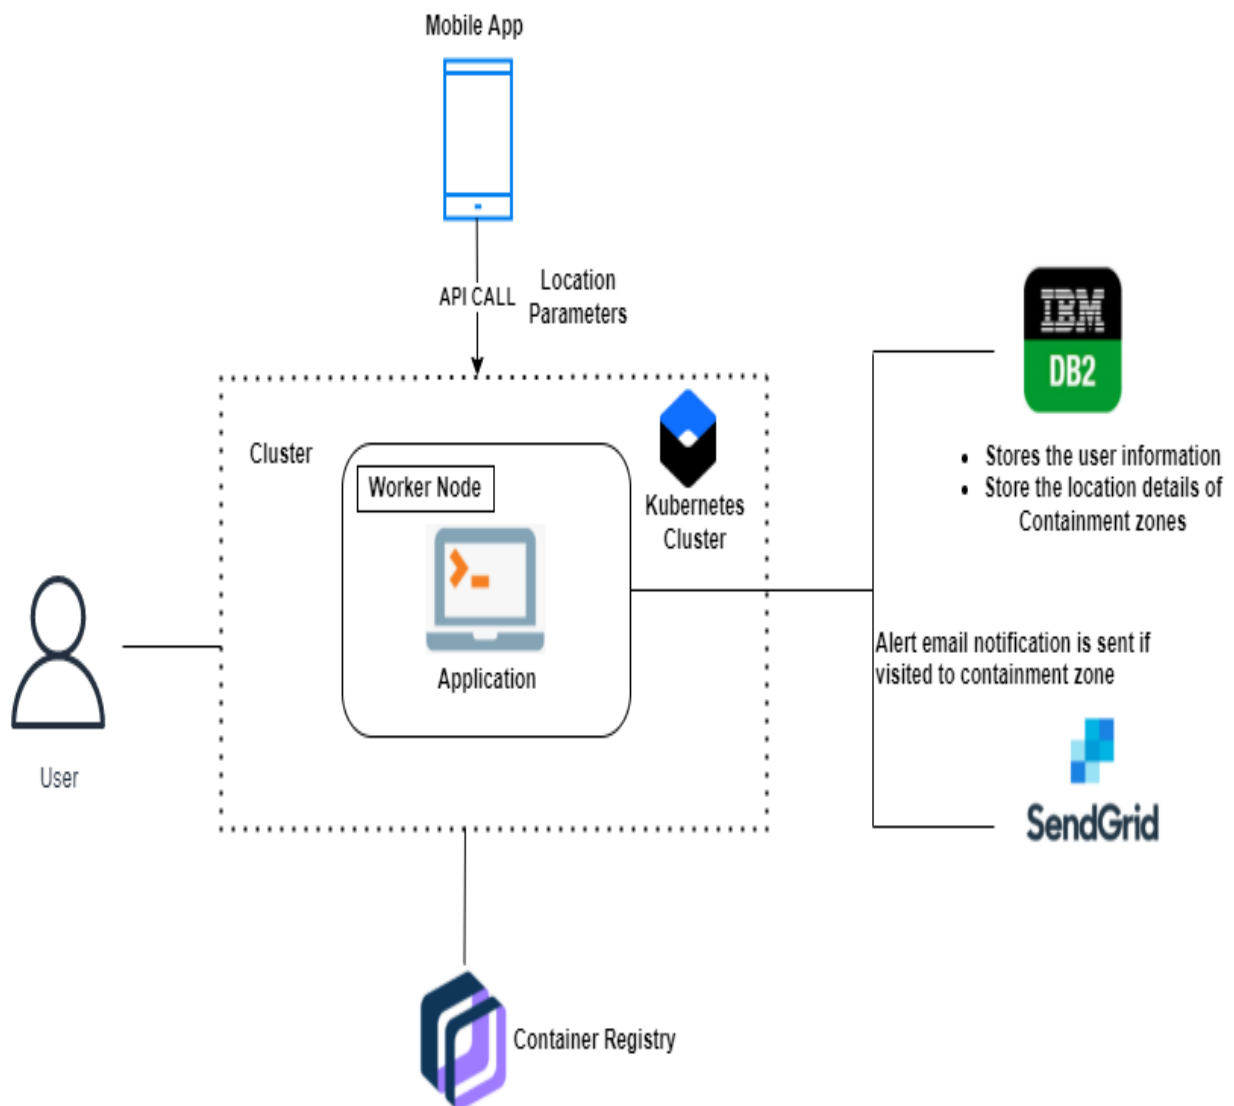 Mobile App
API CALL
Location
Parameters
IBM
DB2
• Stores the user information
• Store the location details of
Containment zones
Cluster
Worker Node
Kubernetes
Cluster
Application
User
Alert email notification is sent if
visited to containment zone
SendGrid
Container Registry